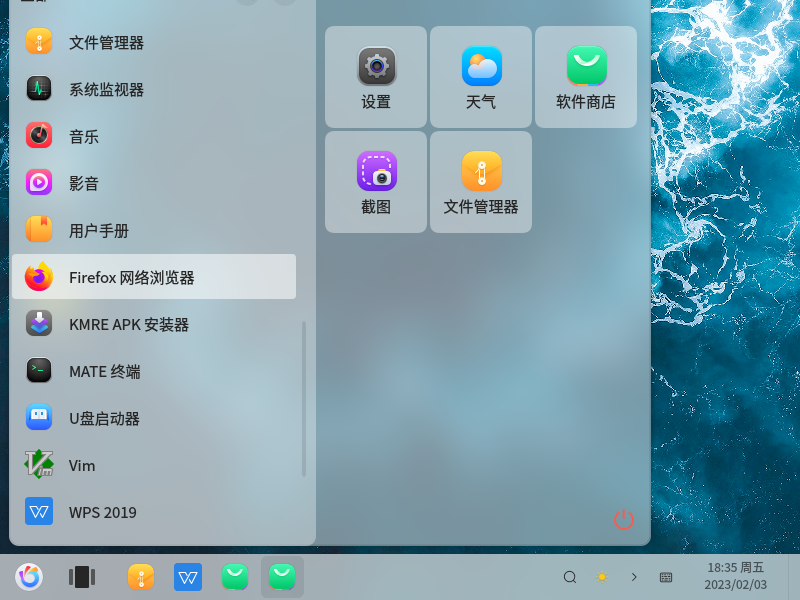 文件管理器
系统监视器
音乐
影音
用户手册
Firefox 网络浏览器
KMRE APK 安装器
MATE 终端
U盘启动器
Vim
WPS 2019
设置
天气
软件商店
截图
文件管理器
18:35 周五
2023/02/03